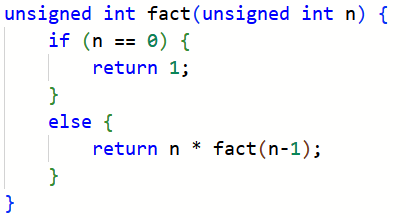 unsigned int fact(unsigned int n) {
    if (n == 0) {
        return 1;
    }
    else {
        return n * fact(n-1);
    }
}